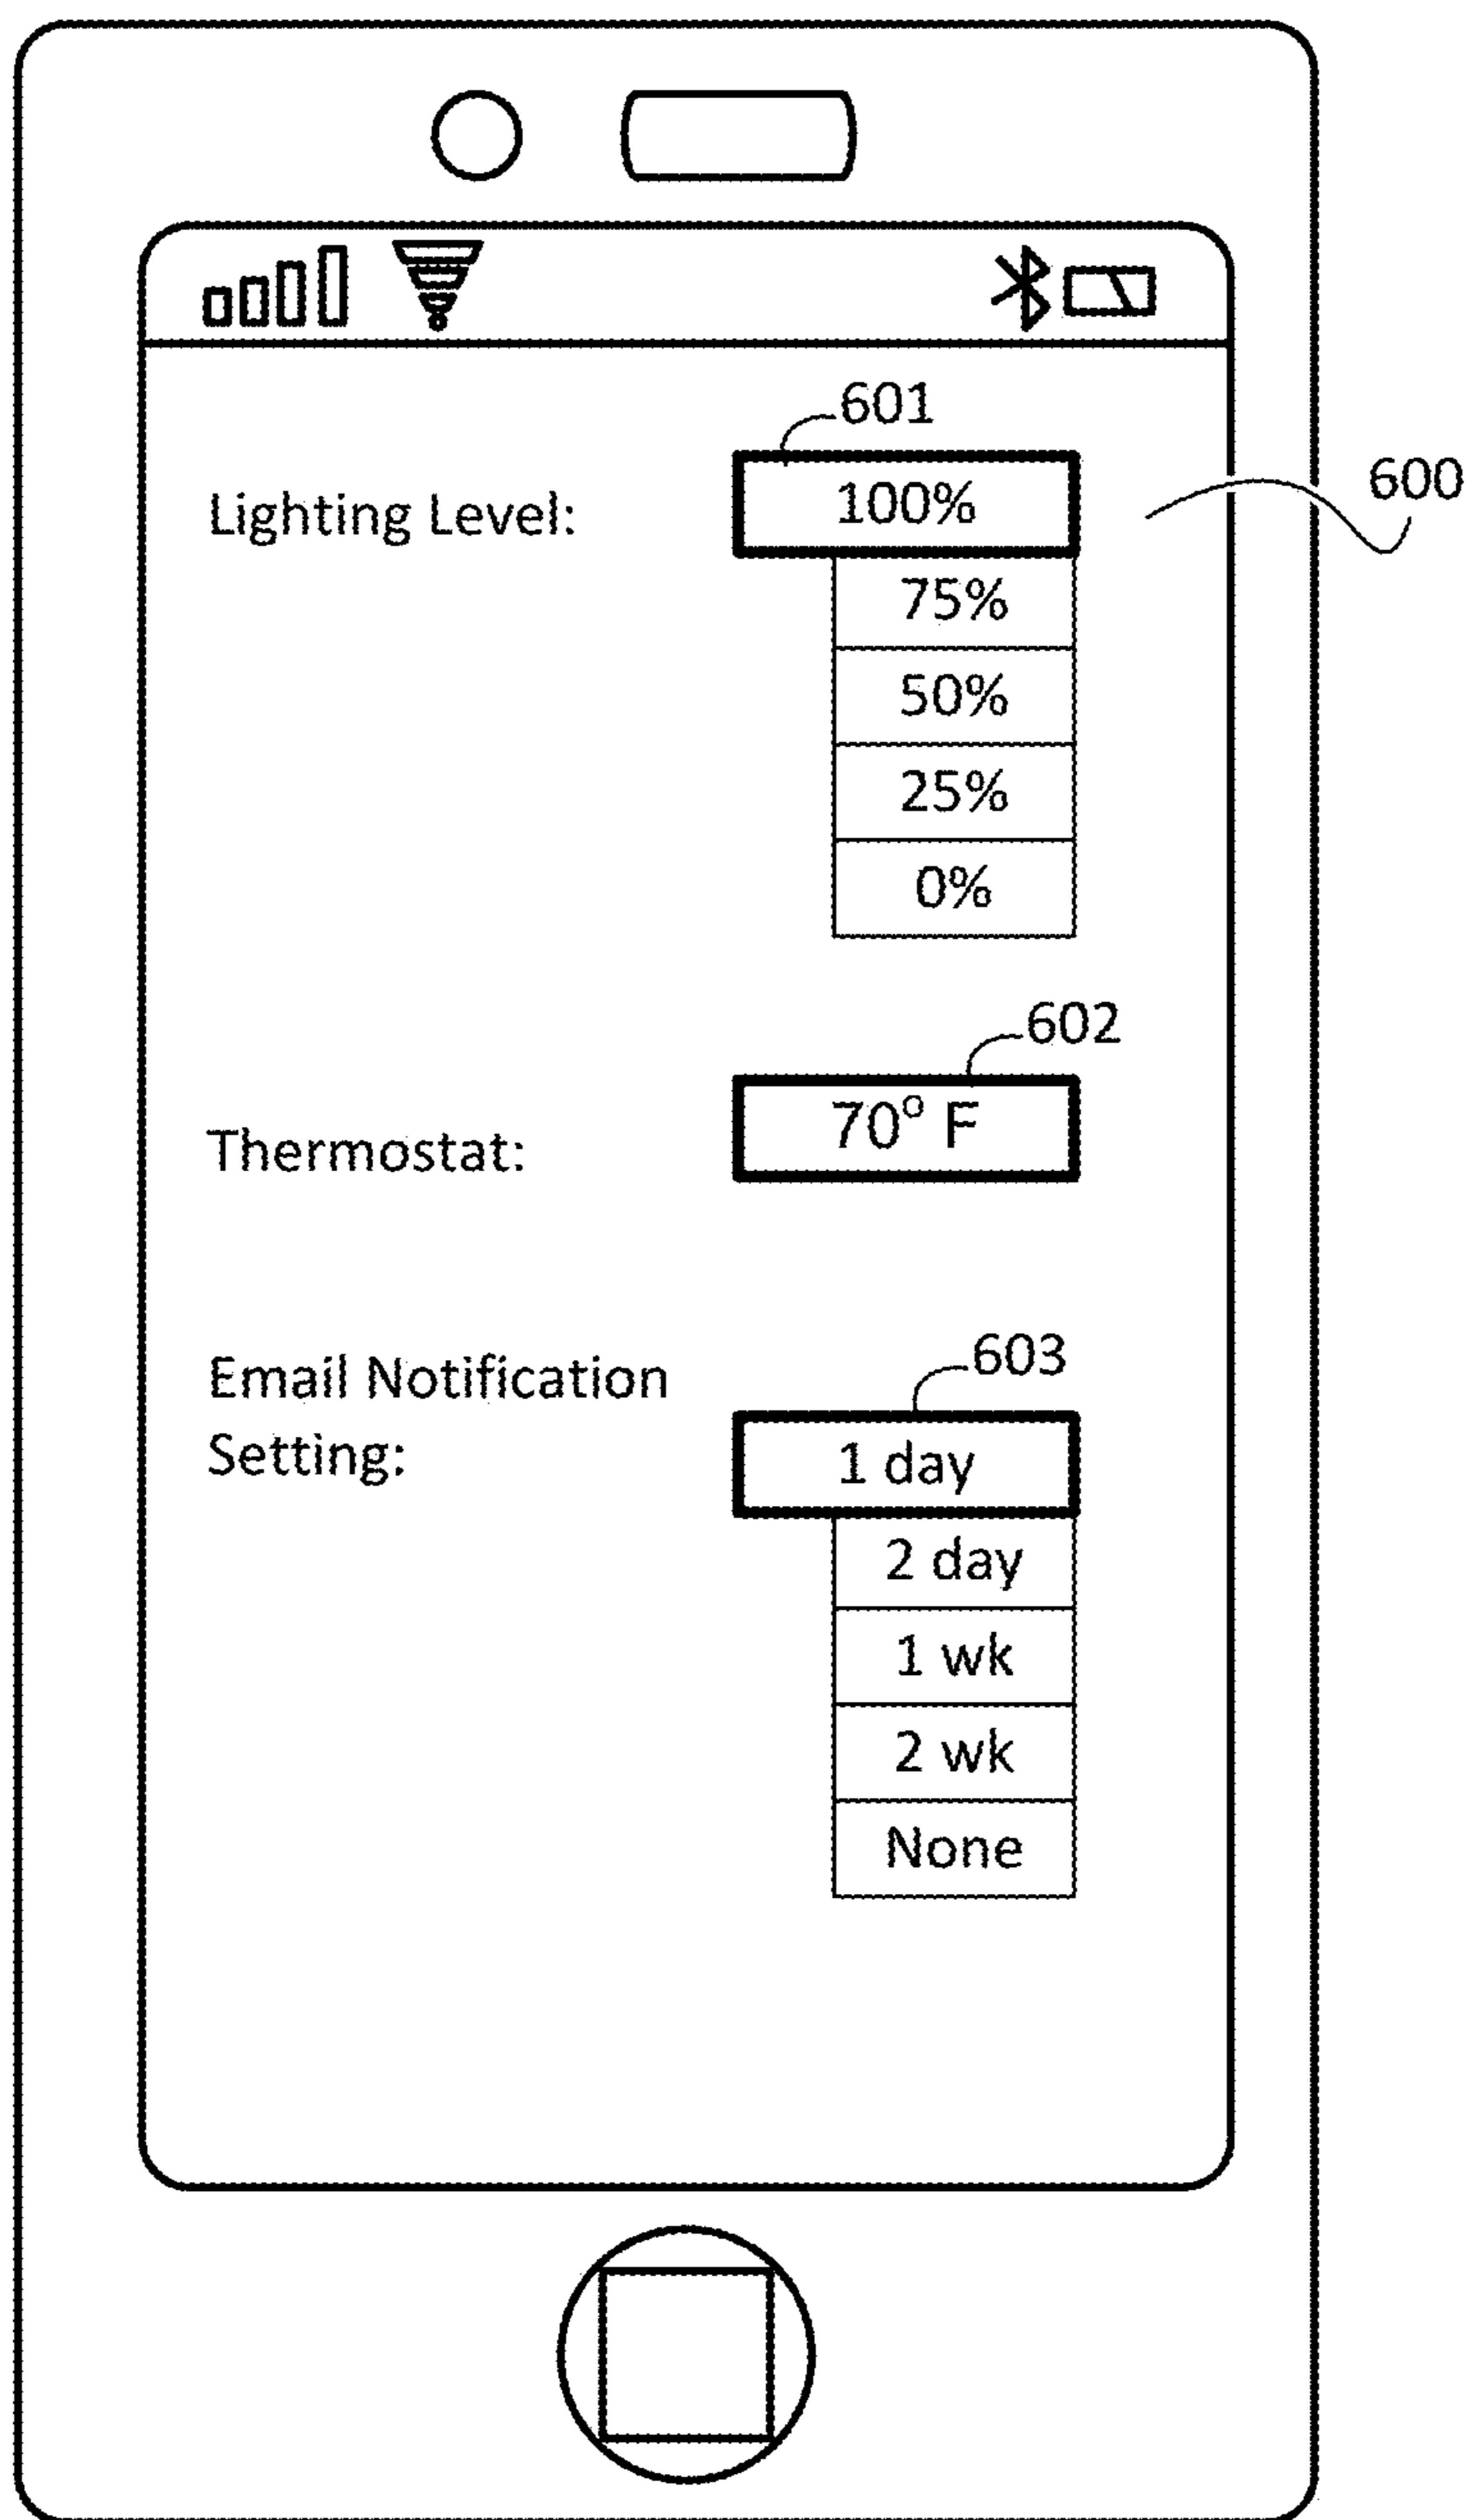 601
600
Lighting Level:
100%
75%
50%
25%
0%
602
Thermostat:
70° F
603
Email Notification
Setting:
1 day
2 day
1 wk
2 wk
None